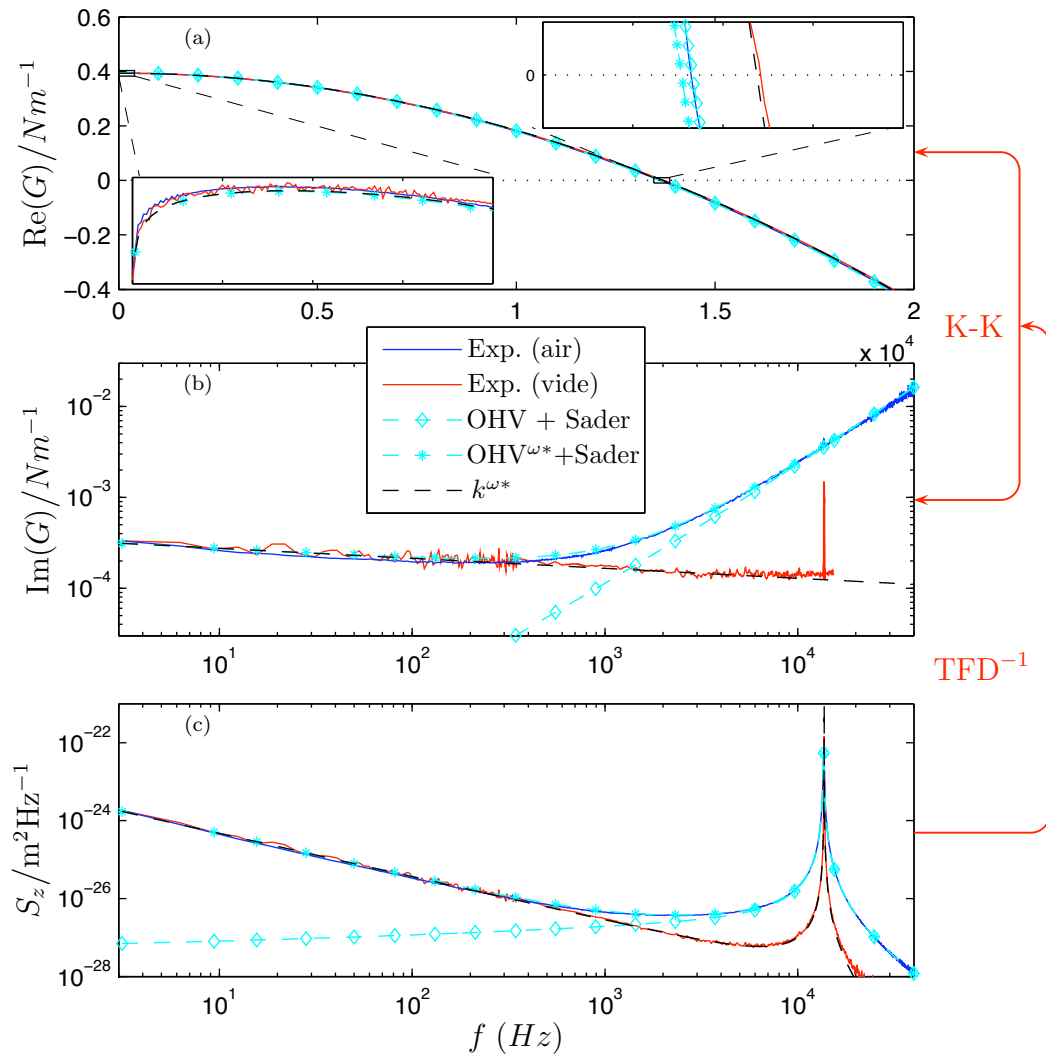 (a)
Re(G)/Nm⁻¹
0.6
0.4
0.2
0
−0.2
−0.4
0
0
0.5
1
1.5
2
x 10⁴
K-K
Exp. (air)
Exp. (vide)
OHV + Sader
OHV^ω*+Sader
k^ω*
(b)
Im(G)/Nm⁻¹
10⁻²
10⁻³
10⁻⁴
10¹
10²
10³
10⁴
TFD⁻¹
(c)
S_z/m²Hz⁻¹
10⁻²²
10⁻²⁴
10⁻²⁶
10⁻²⁸
10¹
10²
10³
10⁴
f (Hz)